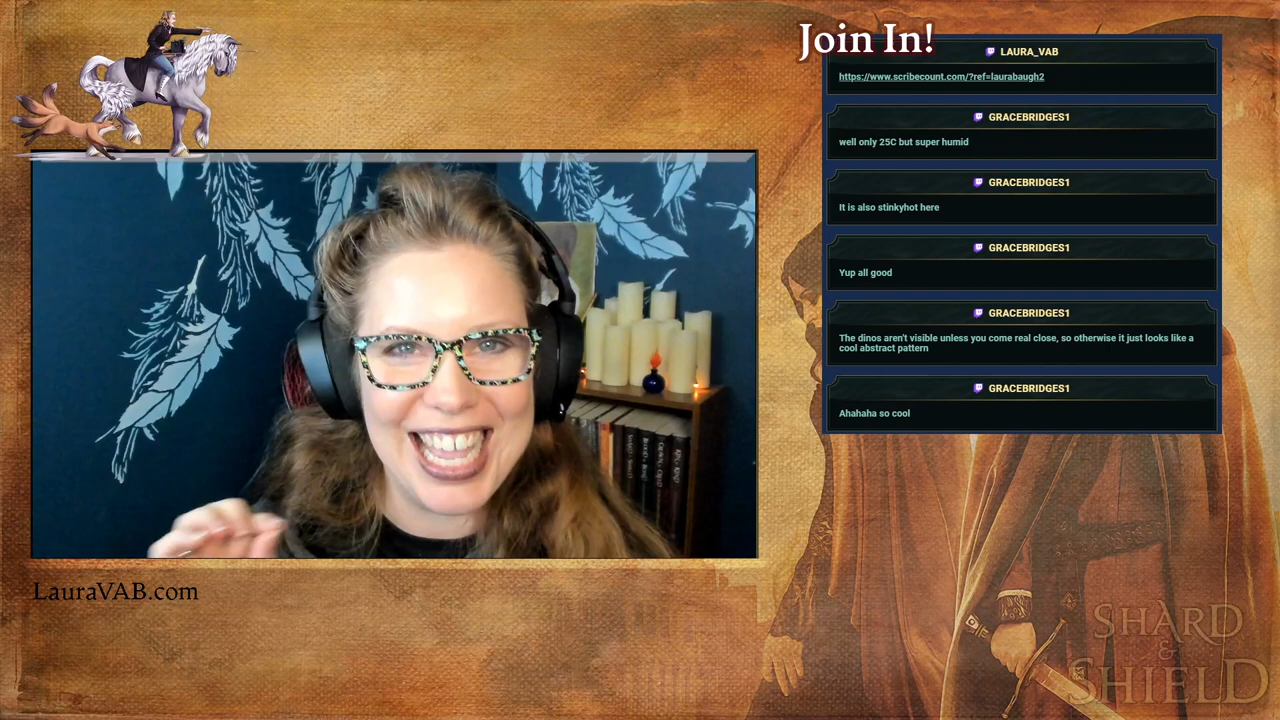 Join In!
LAURA_VAB
https://www.scribecount.com/?ref=laurabaugh2
GRACEBRIDGES1
well only 25C but super humid
GRACEBRIDGES1
It is also stinkyhot here
GRACEBRIDGES1
Yup all good
GRACEBRIDGES1
The dinos aren't visible unless you come real close, so otherwise it just looks like a
cool abstract pattern
GRACEBRIDGES1
Ahahaha so cool
LauraVAB.com
SHARD
&
SHIELD